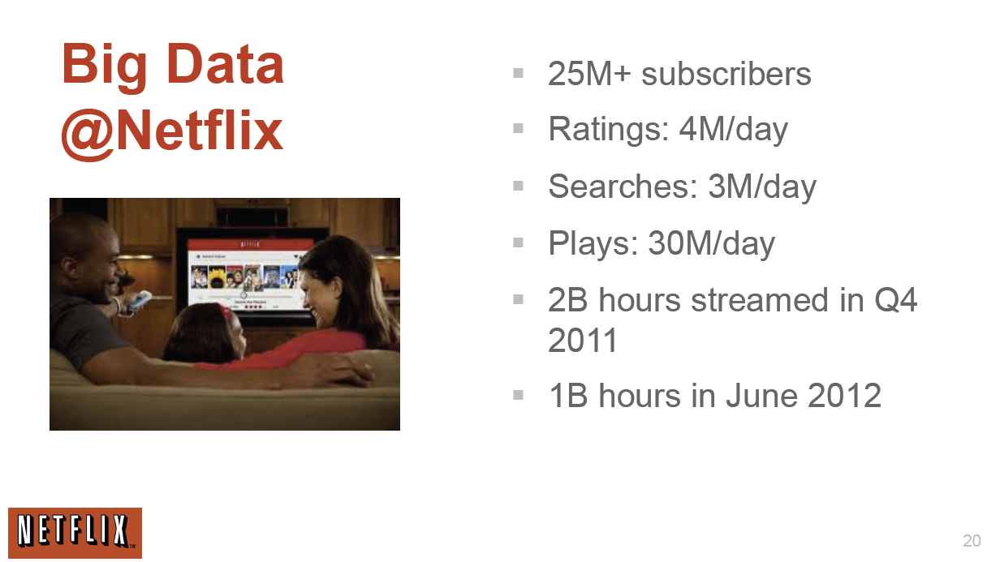 Big Data
@Netflix
25M+ subscribers
Ratings: 4M/day
Searches: 3M/day
Plays: 30M/day
2B hours streamed in Q4
2011
1B hours in June 2012
NETFLIX
NETFLIX™
20